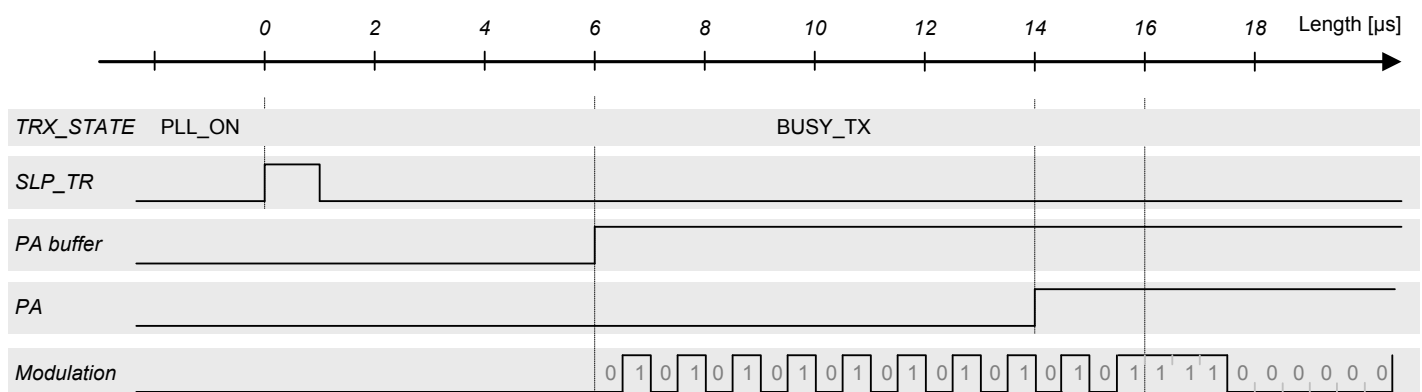 0 2 4 6 8 10 12 14 16 18 Length [µs]
TRX_STATE PLL_ON BUSY_TX
SLP_TR
PA buffer
PA
Modulation 0 1 0 1 0 1 0 1 0 1 0 1 0 1 0 1 0 1 0 1 1 1 1 0 0 0 0 0 0